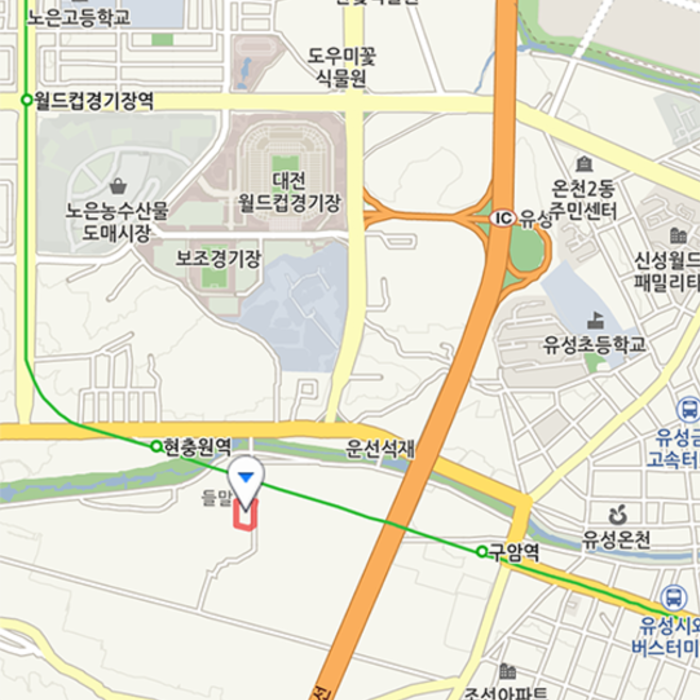 노은고등학교
도우미꽃
식물원
월드컵경기장역
대전
월드컵경기장
노은농수산물
도매시장
보조경기장
온천2동
주민센터
IC 유성
신성월드
패밀리티
유성초등학교
현충원역
운선석재
들말
구암역
유성온천
고속터
유성시외
버스터미
조선아파트
선